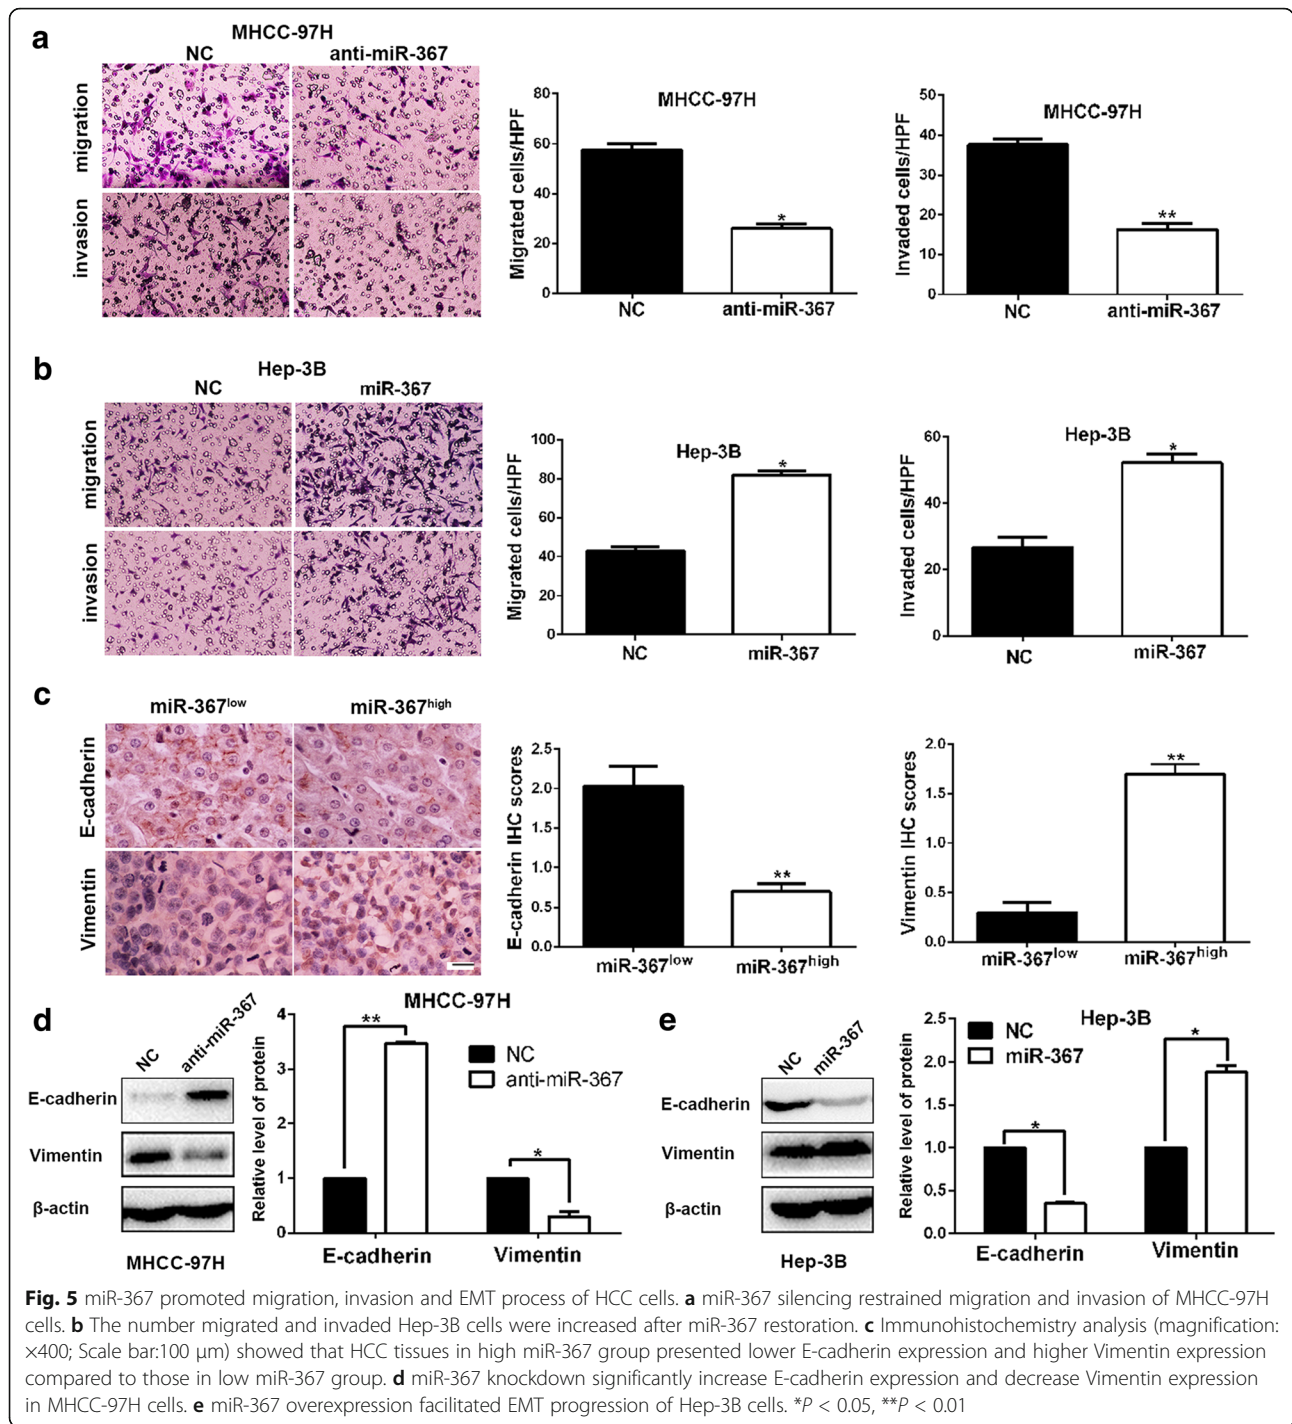 a
MHCC-97H
NC anti-miR-367
migration
invasion
MHCC-97H
Migrated cells/HPF
80
60
40
20
0
NC anti-miR-367
*
MHCC-97H
Invaded cells/HPF
50
40
30
20
10
0
NC anti-miR-367
**
b
Hep-3B
NC miR-367
migration
invasion
Hep-3B
Migrated cells/HPF
100
80
60
40
20
0
NC miR-367
*
Hep-3B
Invaded cells/HPF
60
40
20
0
NC miR-367
*
c
miR-367low miR-367high
E-cadherin
Vimentin
E-cadherin IHC scores
2.5
2.0
1.5
1.0
0.5
0.0
miR-367low miR-367high
**
Vimentin IHC scores
2.0
1.5
1.0
0.5
0.0
miR-367low miR-367high
**
d
NC anti-miR-367
E-cadherin
Vimentin
β-actin
MHCC-97H
MHCC-97H
Relative level of protein
4
3
2
1
0
**
*
NC
anti-miR-367
E-cadherin Vimentin
e
NC miR-367
E-cadherin
Vimentin
β-actin
Hep-3B
Hep-3B
Relative level of protein
2.5
2.0
1.5
1.0
0.5
0.0
*
*
NC
miR-367
E-cadherin Vimentin
Fig. 5 miR-367 promoted migration, invasion and EMT process of HCC cells. a miR-367 silencing restrained migration and invasion of MHCC-97H
cells. b The number migrated and invaded Hep-3B cells were increased after miR-367 restoration. c Immunohistochemistry analysis (magnification:
×400; Scale bar:100 μm) showed that HCC tissues in high miR-367 group presented lower E-cadherin expression and higher Vimentin expression
compared to those in low miR-367 group. d miR-367 knockdown significantly increase E-cadherin expression and decrease Vimentin expression
in MHCC-97H cells. e miR-367 overexpression facilitated EMT progression of Hep-3B cells. *P < 0.05, **P < 0.01